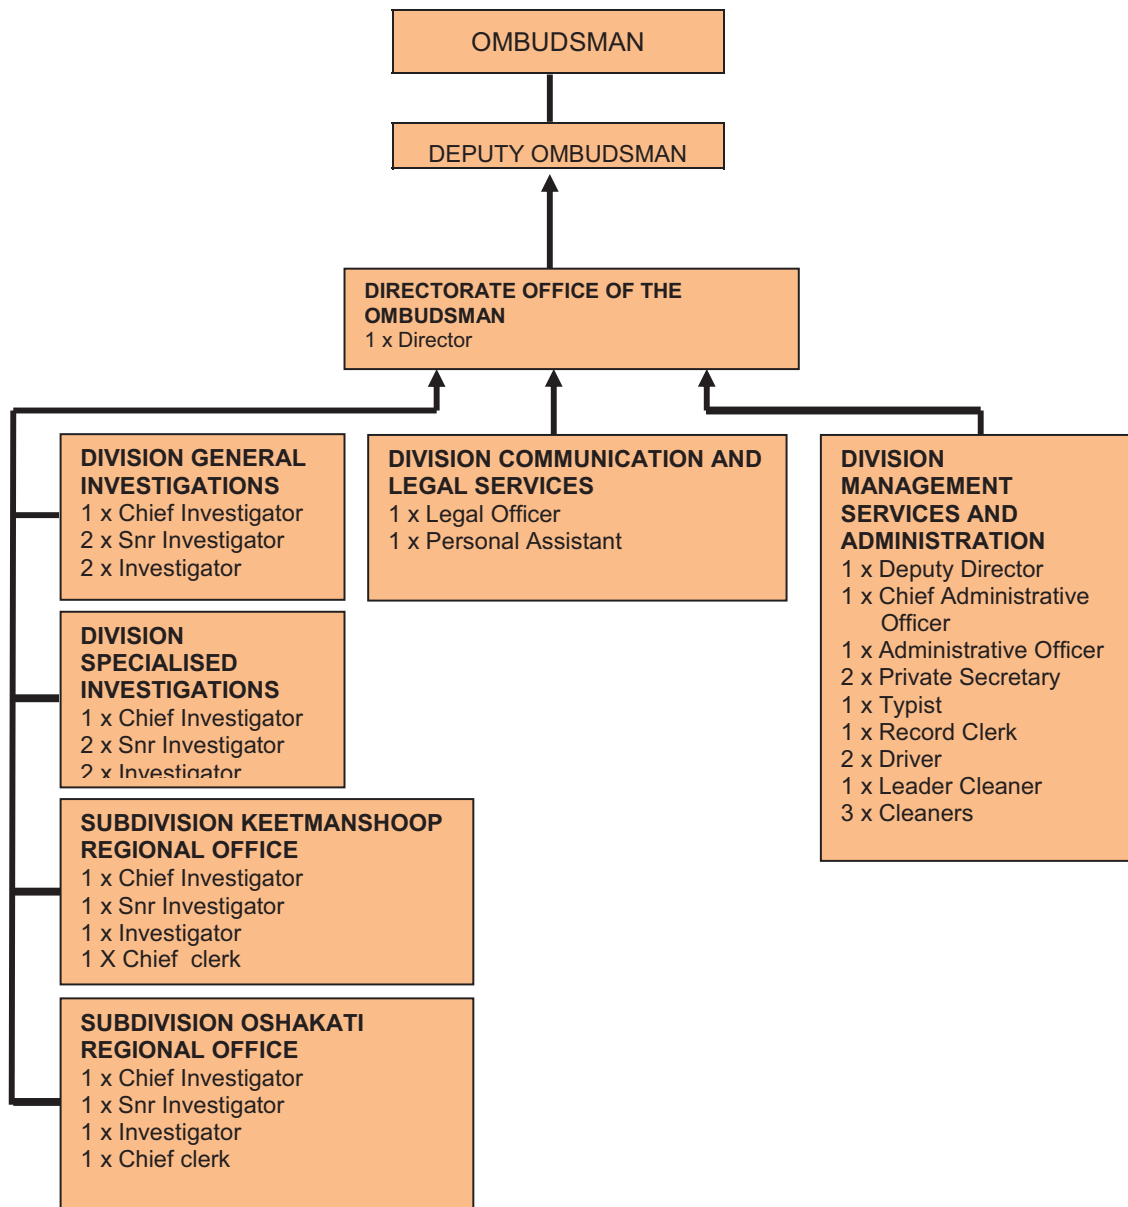 OMBUDSMAN
DEPUTY OMBUDSMAN
DIRECTORATE OFFICE OF THE
OMBUDSMAN
1 x Director
DIVISION GENERAL
INVESTIGATIONS
1 x Chief Investigator
2 x Snr Investigator
2 x Investigator
DIVISION COMMUNICATION AND
LEGAL SERVICES
1 x Legal Officer
1 x Personal Assistant
DIVISION
MANAGEMENT
SERVICES AND
ADMINISTRATION
1 x Deputy Director
1 x Chief Administrative
Officer
1 x Administrative Officer
2 x Private Secretary
1 x Typist
1 x Record Clerk
2 x Driver
1 x Leader Cleaner
3 x Cleaners
DIVISION
SPECIALISED
INVESTIGATIONS
1 x Chief Investigator
2 x Snr Investigator
2 x Investigator
SUBDIVISION KEETMANSHOOP
REGIONAL OFFICE
1 x Chief Investigator
1 x Snr Investigator
1 x Investigator
1 X Chief  clerk
SUBDIVISION OSHAKATI
REGIONAL OFFICE
1 x Chief Investigator
1 x Snr Investigator
1 x Investigator
1 x Chief clerk